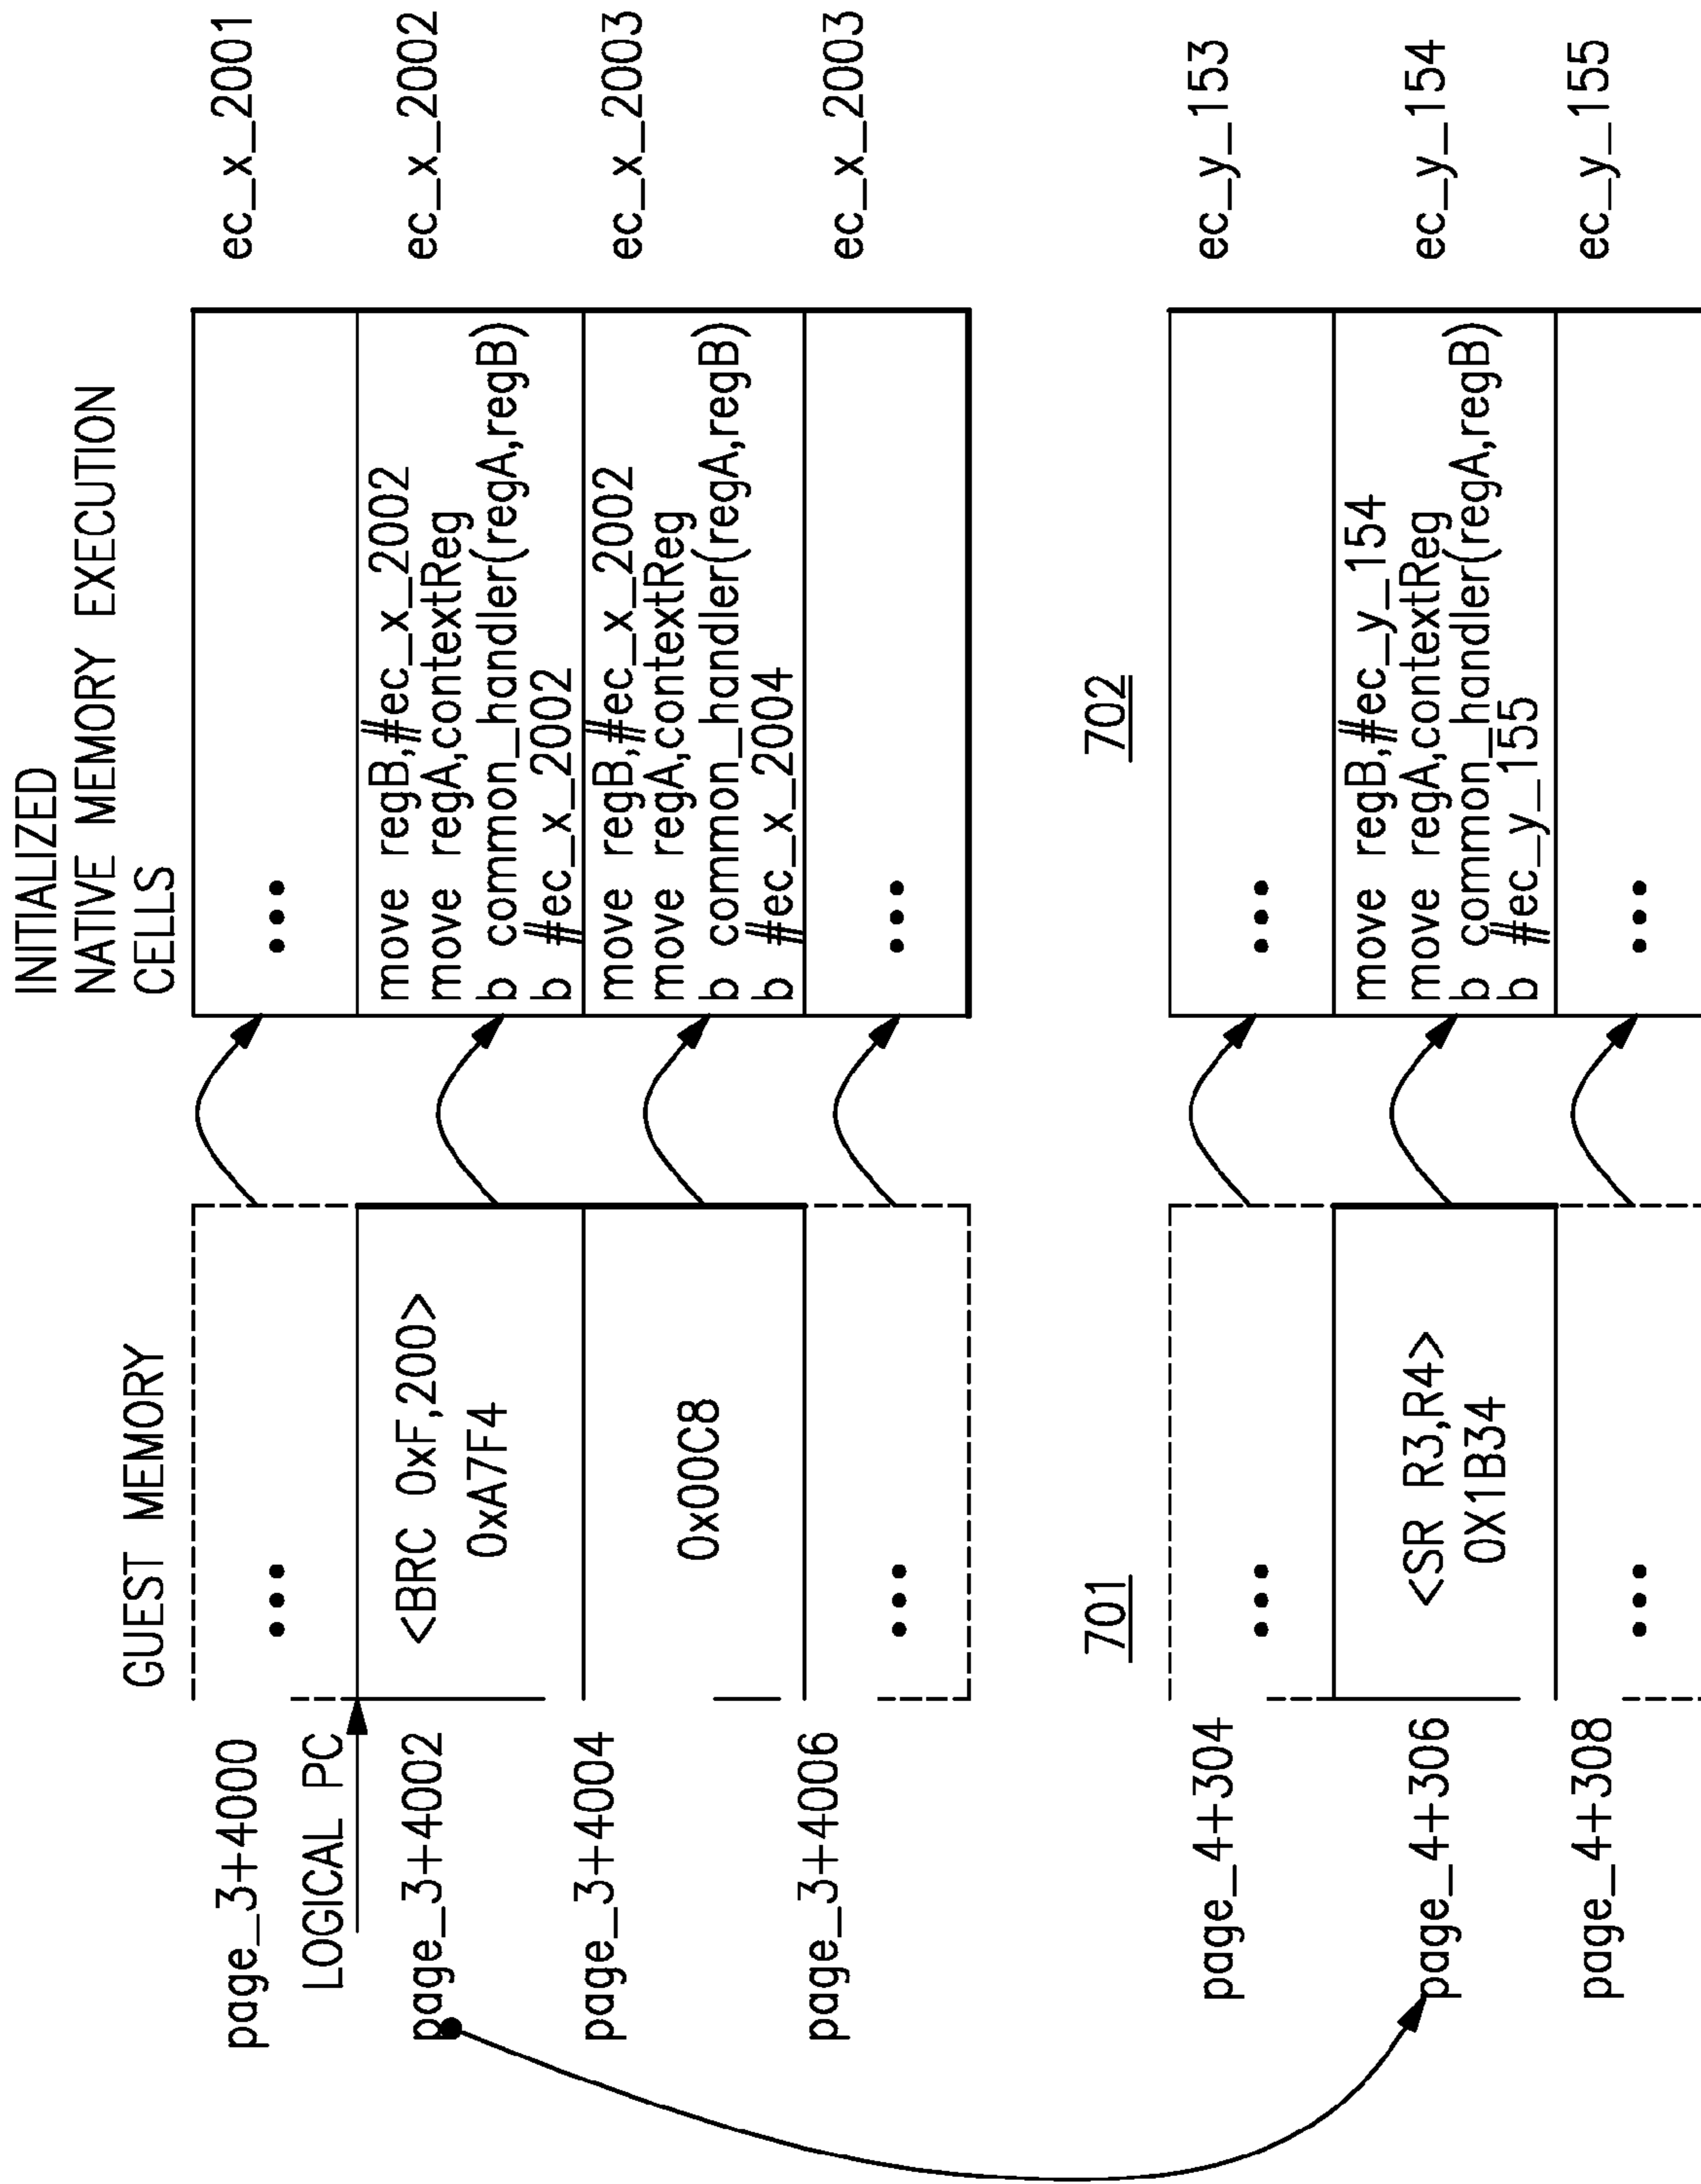 INITIALIZED
NATIVE MEMORY EXECUTION
CELLS
GUEST MEMORY
page_3+4000
•••
•••
ec_x_2001
LOGICAL PC
page_3+4002
<BRC 0xF,200>
0xA7F4
move regB,#ec_x_2002
move regA,contextReg
b common_handler(regA,regB)
b #ec_x_2002
ec_x_2002
page_3+4004
0x00C8
move regB,#ec_x_2002
move regA,contextReg
b common_handler(regA,regB)
b #ec_x_2004
ec_x_2003
page_3+4006
•••
•••
ec_x_2003
701
702
page_4+304
•••
•••
ec_y_153
page_4+306
<SR R3,R4>
0X1B34
move regB,#ec_y_154
move regA,contextReg
b common_handler(regA,regB)
b #ec_y_155
ec_y_154
page_4+308
•••
•••
ec_y_155